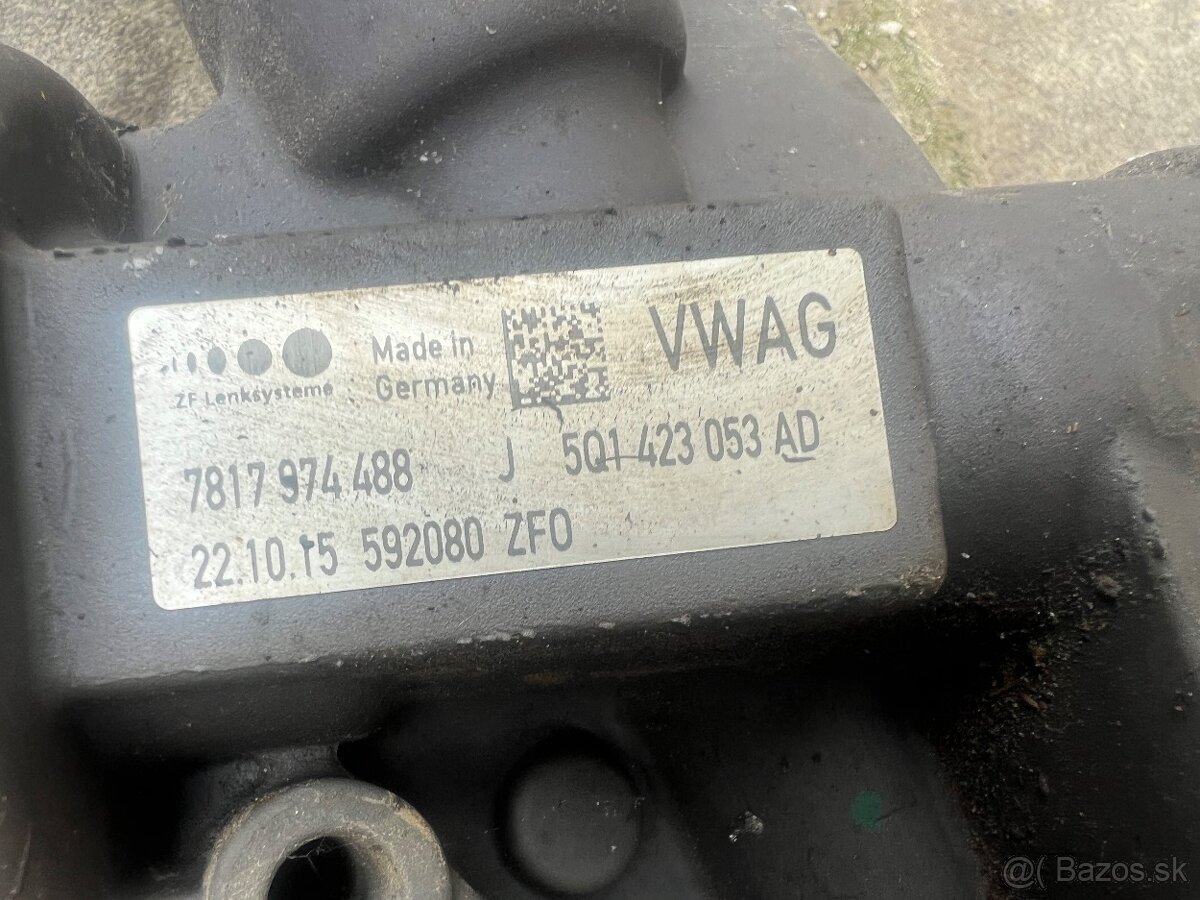 Made in
Germany
VWAG
ZF Lenksysteme
7817 974 488 J 5Q1 423 053 AD
22.10.15 592080 ZFO
@( Bazos.sk